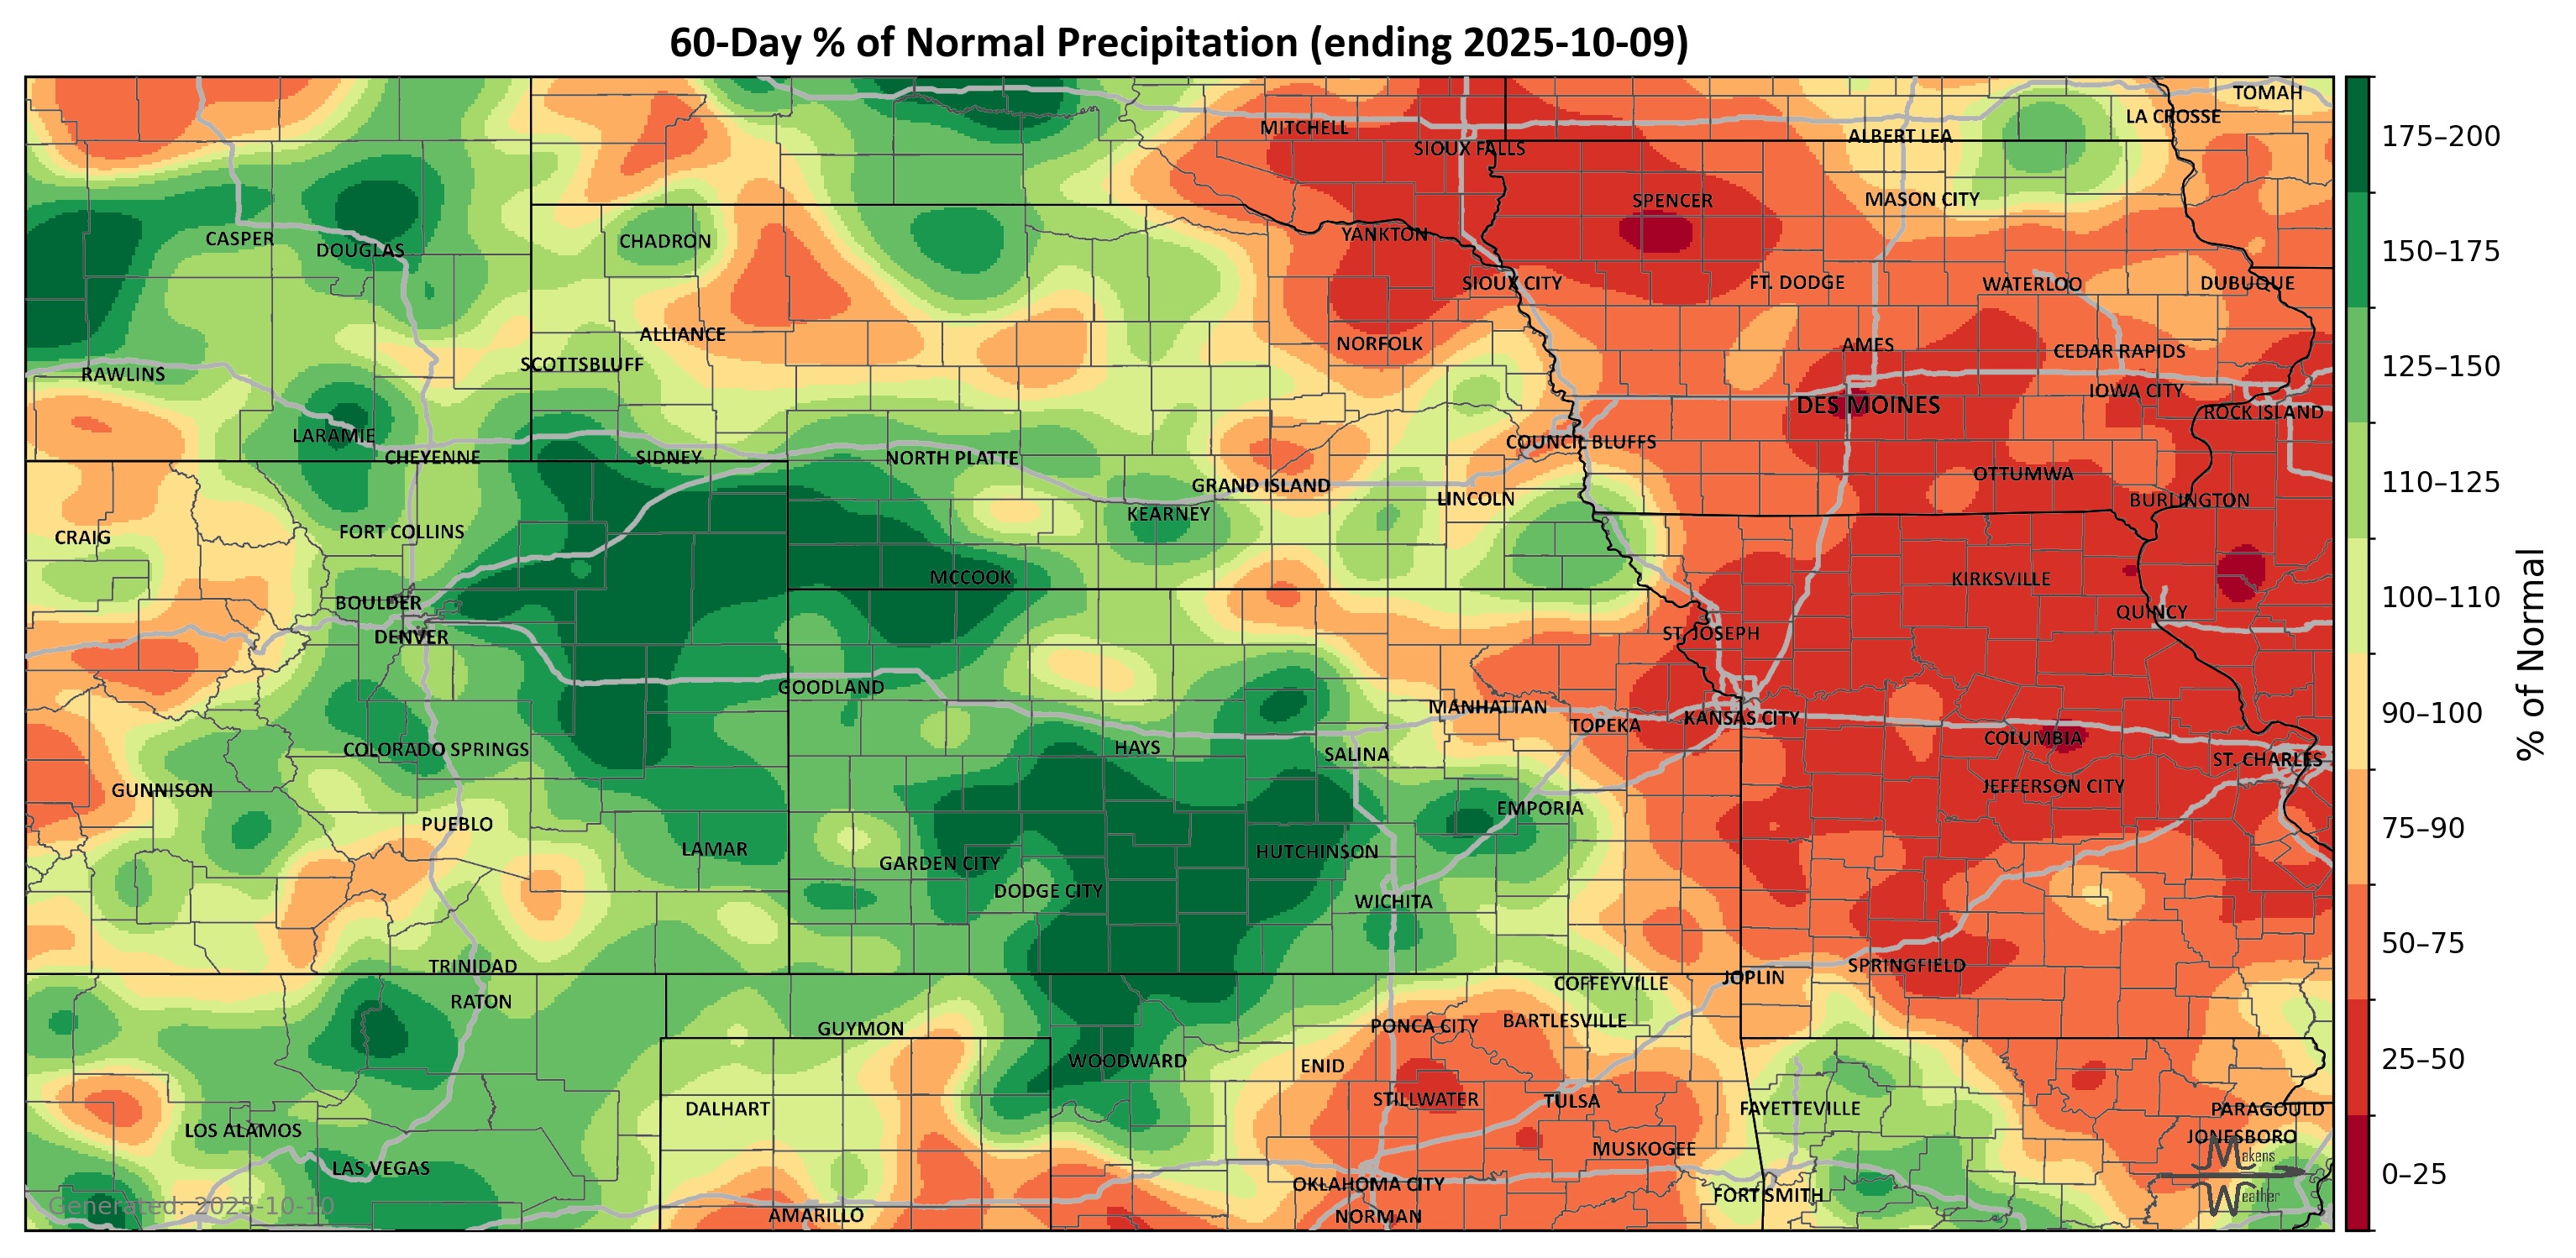 60-Day % of Normal Precipitation (ending 2025-10-09)
TOMAH
LA CROSSE
MITCHELL
ALBERT LEA
SIOUX FALLS
SPENCER
MASON CITY
YANKTON
CASPER
CHADRON
DOUGLAS
SIOUX CITY
FT. DODGE
WATERLOO
DUBUQUE
ALLIANCE
NORFOLK
AMES
CEDAR RAPIDS
SCOTTSBLUFF
RAWLINS
IOWA CITY
DES MOINES
ROCK ISLAND
LARAMIE
COUNCIL BLUFFS
CHEYENNE
SIDNEY
NORTH PLATTE
OTTUMWA
GRAND ISLAND
LINCOLN
BURLINGTON
KEARNEY
FORT COLLINS
CRAIG
MCCOOK
KIRKSVILLE
BOULDER
QUINCY
DENVER
ST. JOSEPH
GOODLAND
MANHATTAN
KANSAS CITY
TOPEKA
COLUMBIA
COLORADO SPRINGS
HAYS
SALINA
ST. CHARLES
GUNNISON
JEFFERSON CITY
EMPORIA
PUEBLO
LAMAR
HUTCHINSON
GARDEN CITY
DODGE CITY
WICHITA
TRINIDAD
SPRINGFIELD
JOPLIN
COFFEYVILLE
RATON
BARTLESVILLE
PONCA CITY
GUYMON
WOODWARD
ENID
STILLWATER
TULSA
DALHART
FAYETTEVILLE
PARAGOULD
LOS ALAMOS
JONESBORO
MUSKOGEE
LAS VEGAS
OKLAHOMA CITY
FORT SMITH
AMARILLO
NORMAN
Makens
Weather
Generated: 2025-10-10
175–200
150–175
125–150
110–125
100–110
90–100
75–90
50–75
25–50
0–25
% of Normal